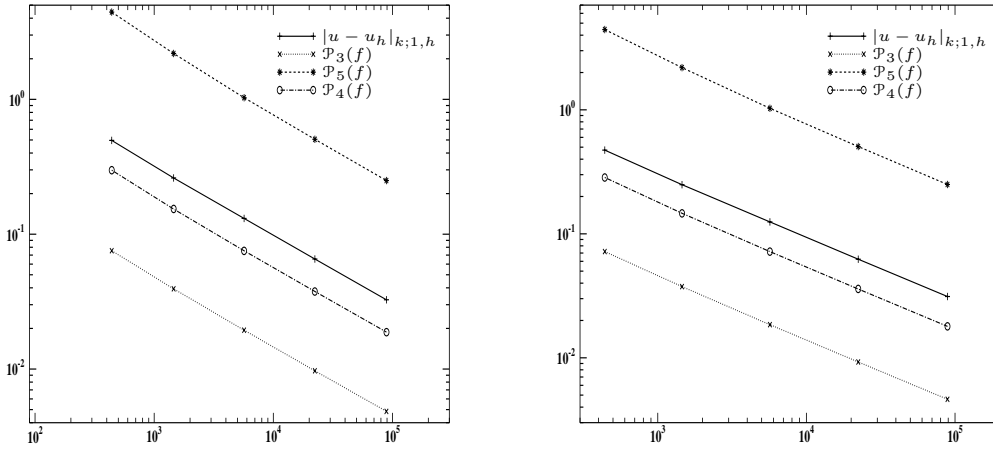 |u − u_h|_{k;1,h}
𝒫_3(f)
𝒫_5(f)
𝒫_4(f)
10^0
10^{-1}
10^{-2}
10^2
10^3
10^4
10^5
|u − u_h|_{k;1,h}
𝒫_3(f)
𝒫_5(f)
𝒫_4(f)
10^0
10^{-1}
10^{-2}
10^3
10^4
10^5